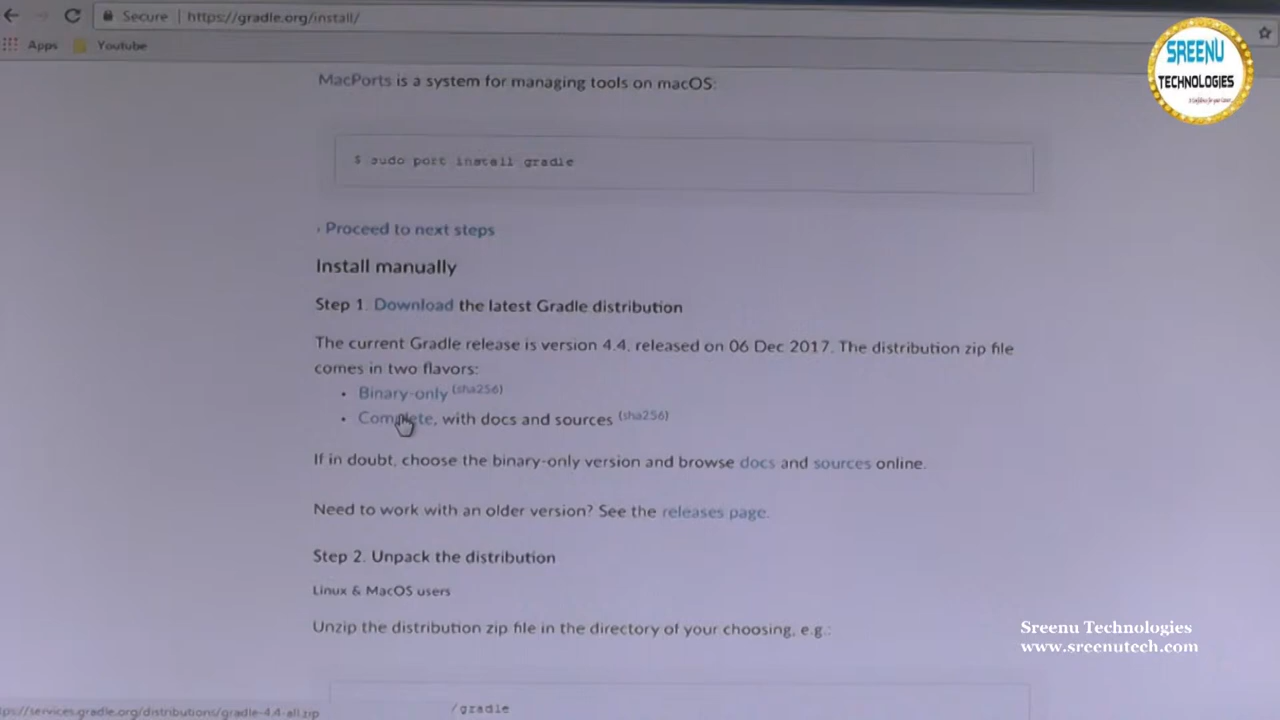 Secure | https://gradle.org/install/
Apps Youtube
SREENU
TECHNOLOGIES
MacPorts is a system for managing tools on macOS:
$ sudo port install gradle
› Proceed to next steps
Install manually
Step 1. Download the latest Gradle distribution
The current Gradle release is version 4.4, released on 06 Dec 2017. The distribution zip file
comes in two flavors:
• Binary-only (sha256)
• Complete, with docs and sources (sha256)
If in doubt, choose the binary-only version and browse docs and sources online.
Need to work with an older version? See the releases page.
Step 2. Unpack the distribution
Linux & MacOS users
Unzip the distribution zip file in the directory of your choosing, e.g.:
Sreenu Technologies
www.sreenutech.com
/gradle
ps://services.gradle.org/distributions/gradle-4.4-all.zip